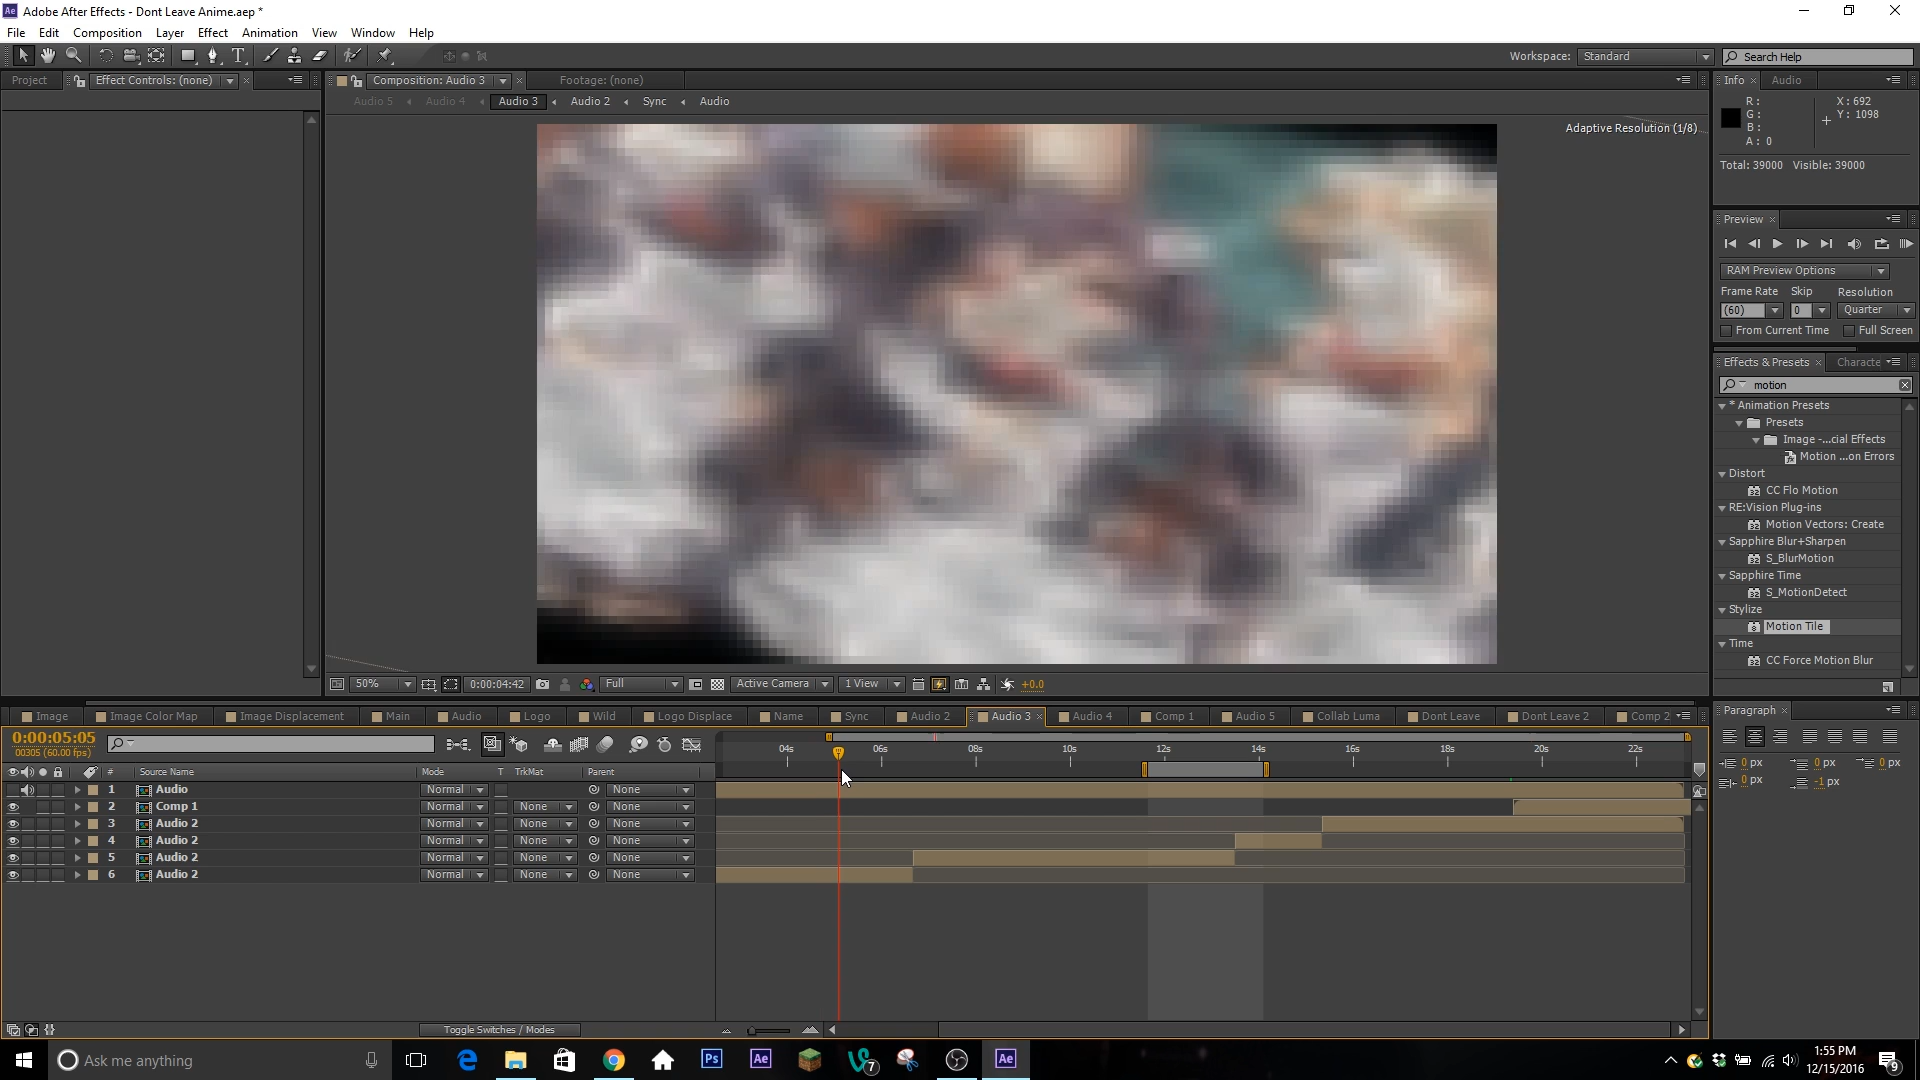 Adobe After Effects - Dont Leave Anime.aep *
File Edit Composition Layer Effect Animation View Window Help
Workspace: Standard Search Help
Project Effect Controls: (none) Composition: Audio 3 Footage: (none) Info Audio
Audio 5 Audio 4 Audio 3 Audio 2 Sync Audio
Adaptive Resolution (1/8)
R: X: 692
G: Y: 1098
B:
A: 0
Total: 39000 Visible: 39000
Preview
RAM Preview Options
Frame Rate Skip Resolution
(60) 0 Quarter
From Current Time Full Screen
Effects & Presets Characte
motion
* Animation Presets
Presets
Image -...cial Effects
Motion ...on Errors
Distort
CC Flo Motion
RE:Vision Plug-ins
Motion Vectors: Create
Sapphire Blur+Sharpen
S_BlurMotion
Sapphire Time
S_MotionDetect
Stylize
Motion Tile
Time
CC Force Motion Blur
50% 0:00:04:42 Full Active Camera 1 View +0.0
Image Image Color Map Image Displacement Main Audio Logo Wild Logo Displace Name Sync Audio 2 Audio 3 Audio 4 Comp 1 Audio 5 Collab Luma Dont Leave Dont Leave 2 Comp 2
Paragraph
0 px 0 px 0 px
0 px -1 px
0:00:05:05
00305 (60.00 fps)
04s 06s 08s 10s 12s 14s 16s 18s 20s 22s
# Source Name Mode T TrkMat Parent
1 Audio Normal None
2 Comp 1 Normal None None
3 Audio 2 Normal None None
4 Audio 2 Normal None None
5 Audio 2 Normal None None
6 Audio 2 Normal None None
Toggle Switches / Modes
Ask me anything
Ps Ae 7 Ae
1:55 PM
12/15/2016
9